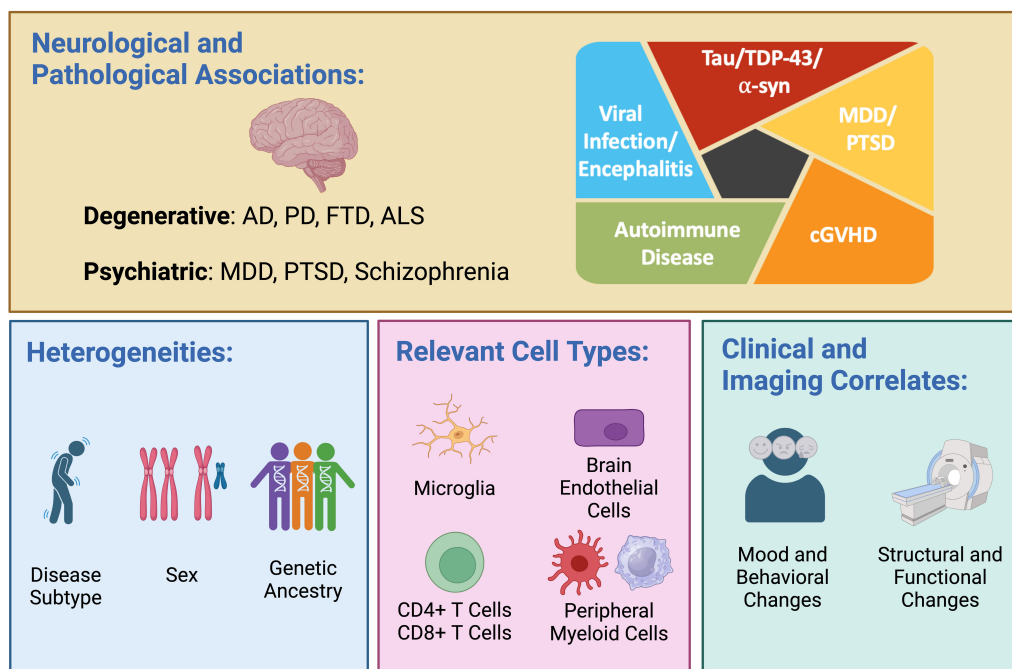 Neurological and
Pathological Associations:
Degenerative: AD, PD, FTD, ALS
Psychiatric: MDD, PTSD, Schizophrenia
Tau/TDP-43/
α-syn
Viral
Infection/
Encephalitis
MDD/
PTSD
Autoimmune
Disease
cGVHD
Heterogeneities:
Disease
Subtype
Sex
Genetic
Ancestry
Relevant Cell Types:
Microglia
Brain
Endothelial
Cells
CD4+ T Cells
CD8+ T Cells
Peripheral
Myeloid Cells
Clinical and
Imaging Correlates:
Mood and
Behavioral
Changes
Structural and
Functional
Changes